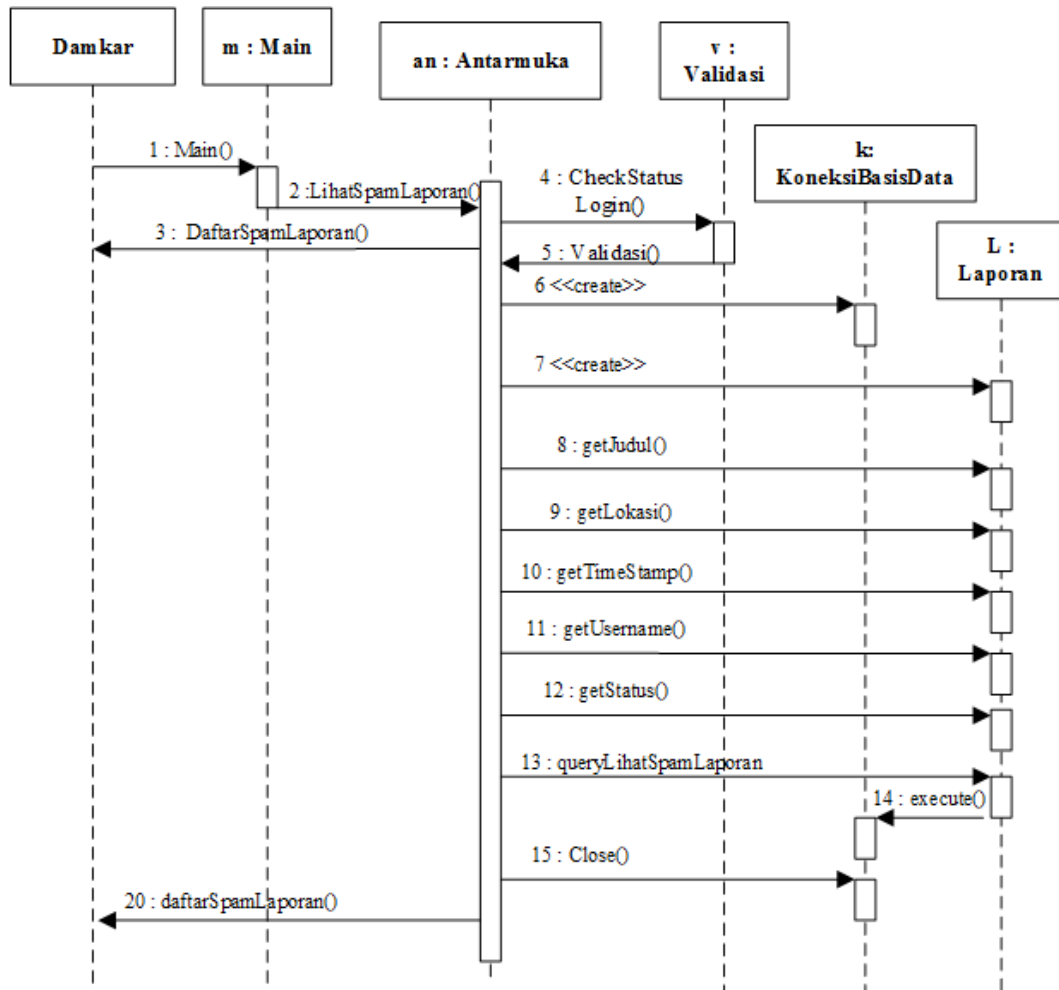 Damkar
m : Main
an : Antarmuka
v :
Validasi
k:
KoneksiBasisData
L :
Laporan
1 : Main()
2 :LihatSpamLaporan()
3 : DaftarSpamLaporan()
4 : CheckStatus
Login()
5 : Validasi()
6 <<create>>
7 <<create>>
8 : getJudul()
9 : getLokasi()
10 : getTimeStamp()
11 : getUsername()
12 : getStatus()
13 : queryLihatSpamLaporan
14 : execute()
15 : Close()
20 : daftarSpamLaporan()